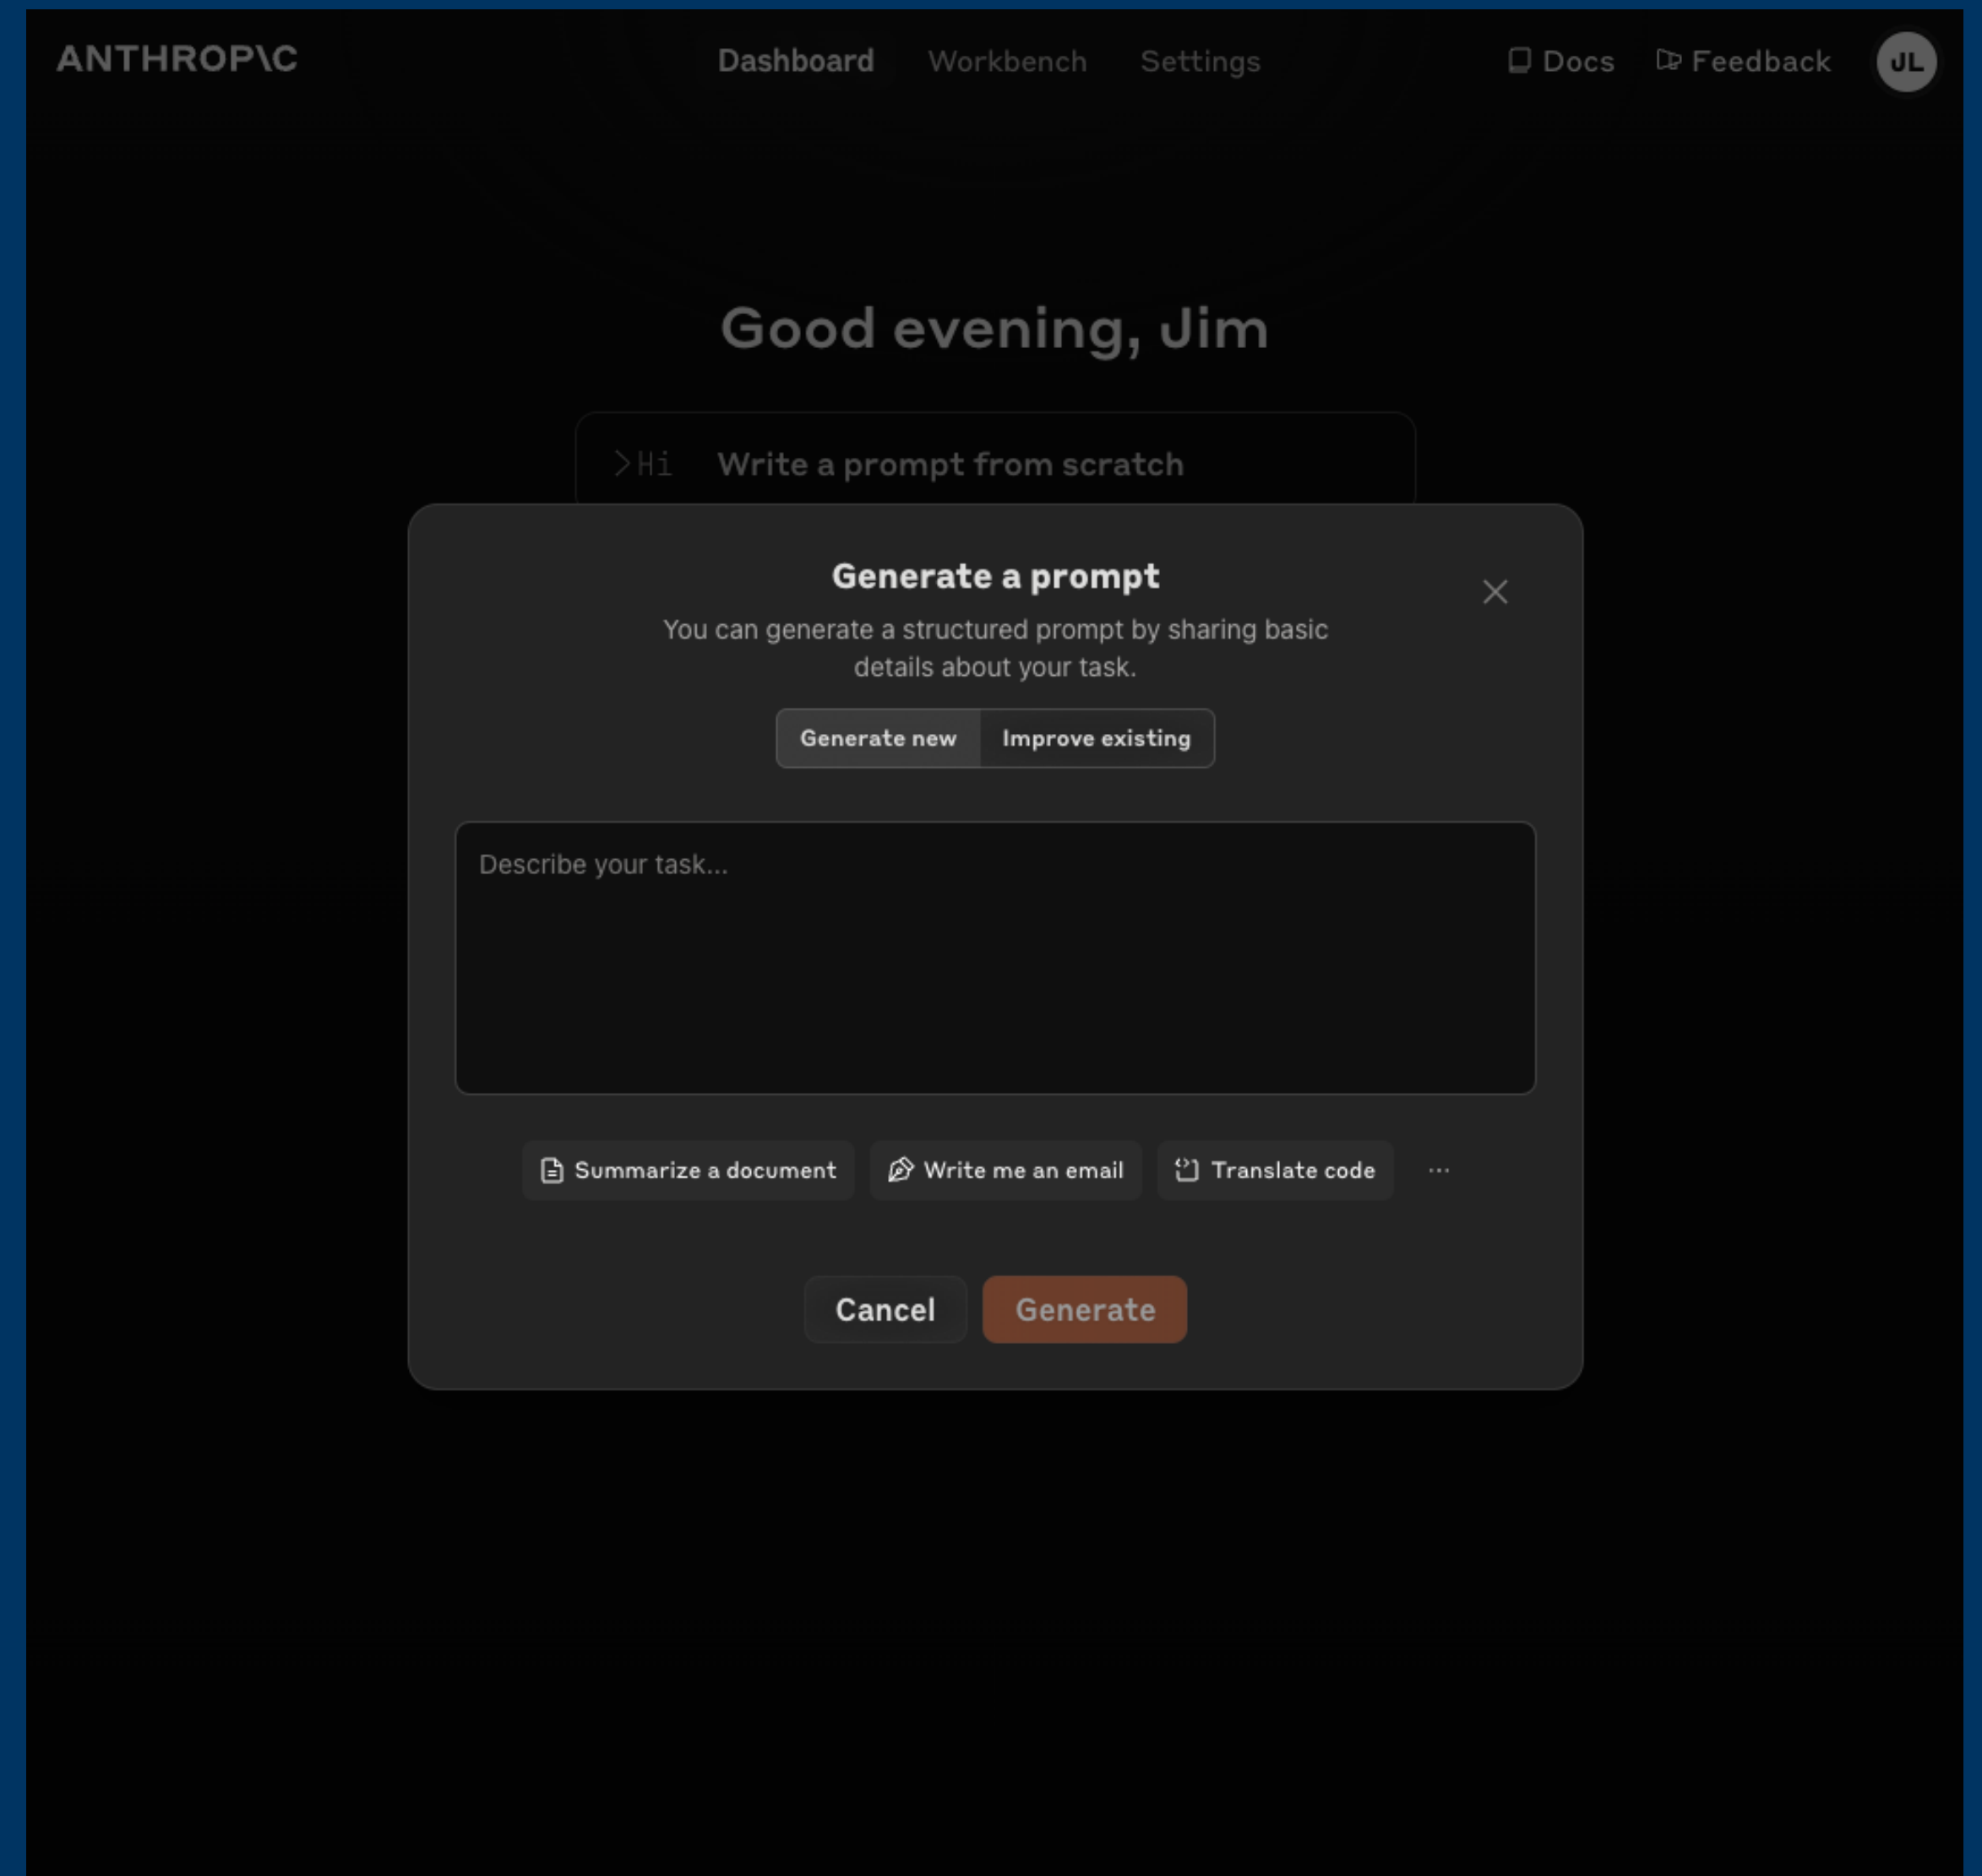 ANTHROP\C
Dashboard Workbench Settings Docs Feedback JL
Good evening, Jim
>Hi Write a prompt from scratch
Generate a prompt
You can generate a structured prompt by sharing basic
details about your task.
Generate new Improve existing
Describe your task...
Summarize a document Write me an email Translate code ...
Cancel Generate